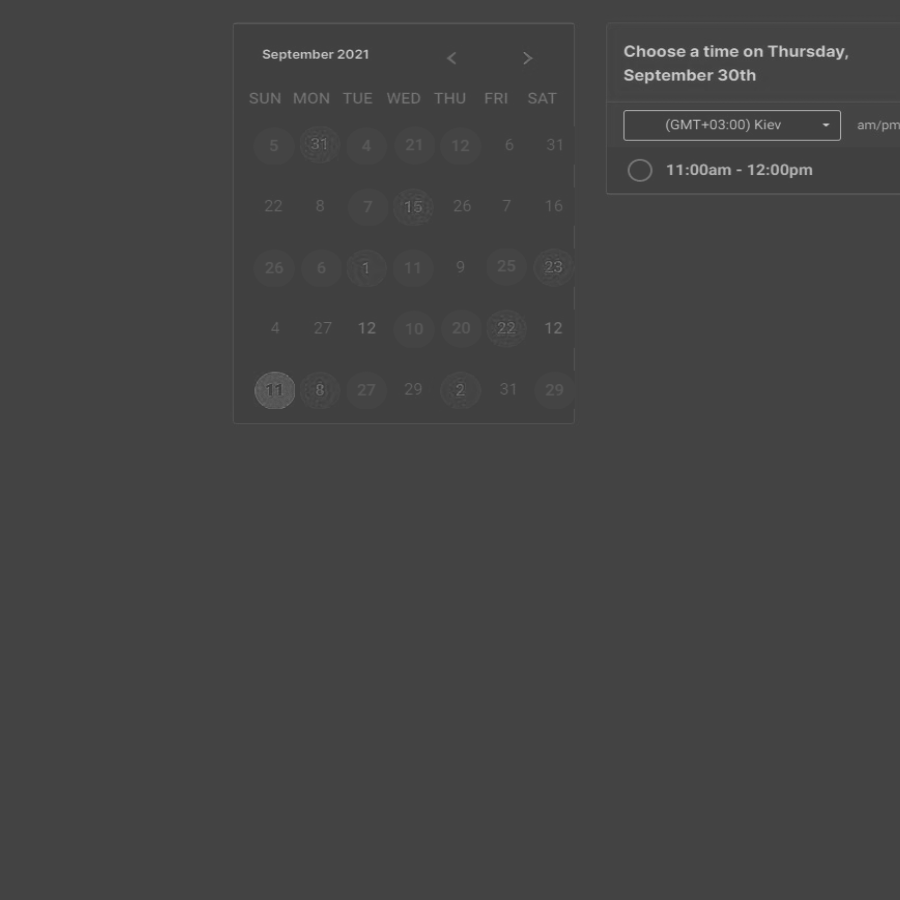 September 2021
SUN MON TUE WED THU FRI SAT
5 31 4 21 12 6 31
22 8 7 15 26 7 16
26 6 1 11 9 25 23
4 27 12 10 20 22 12
11 8 27 29 2 31 29
Choose a time on Thursday,
September 30th
(GMT+03:00) Kiev am/pm
11:00am - 12:00pm